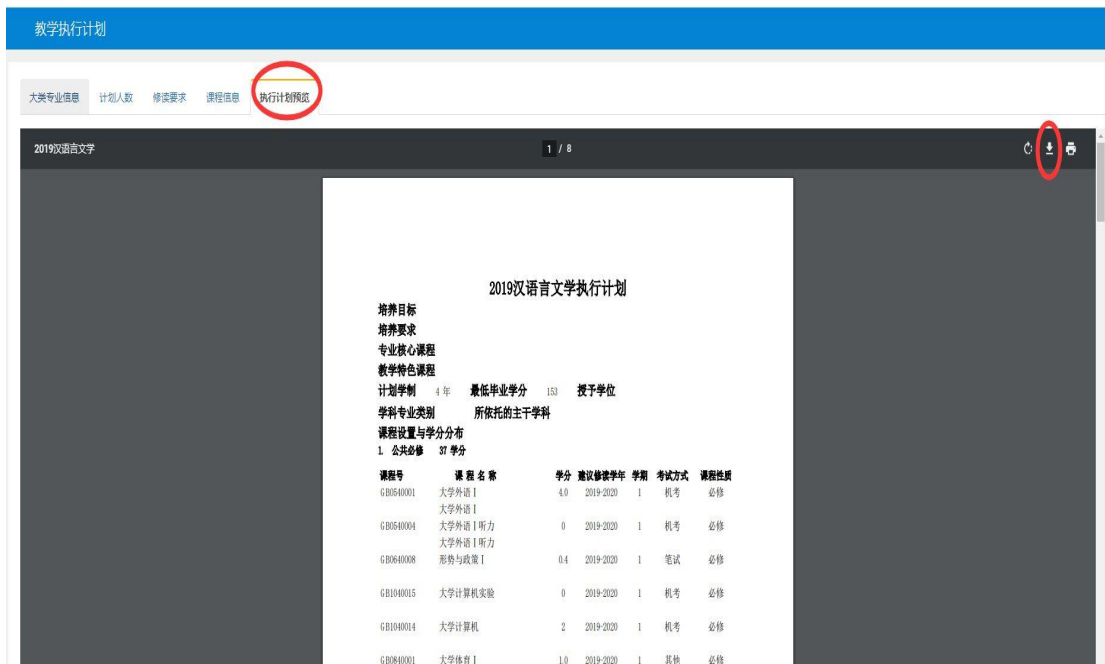 教学执行计划
大类专业信息 计划人数 修读要求 课程信息 执行计划预览
2019汉语言文学 1 / 8
2019汉语言文学执行计划
培养目标
培养要求
专业核心课程
教学特色课程
计划学制 4 年 最低毕业学分 153 授予学位
学科专业类别 所依托的主干学科
课程设置与学分分布
1. 公共必修 37 学分
课程号 课 程 名 称 学分 建议修读学年 学期 考试方式 课程性质
GB0540001 大学外语 I 4.0 2019-2020 1 机考 必修
大学外语 I
GB0540004 大学外语 I 听力 0 2019-2020 1 机考 必修
大学外语 I 听力
GB0640008 形势与政策 I 0.4 2019-2020 1 笔试 必修
GB1040015 大学计算机实验 0 2019-2020 1 机考 必修
GB1040014 大学计算机 2 2019-2020 1 机考 必修
GB0840001 大学体育 I 1.0 2019-2020 1 其他 必修